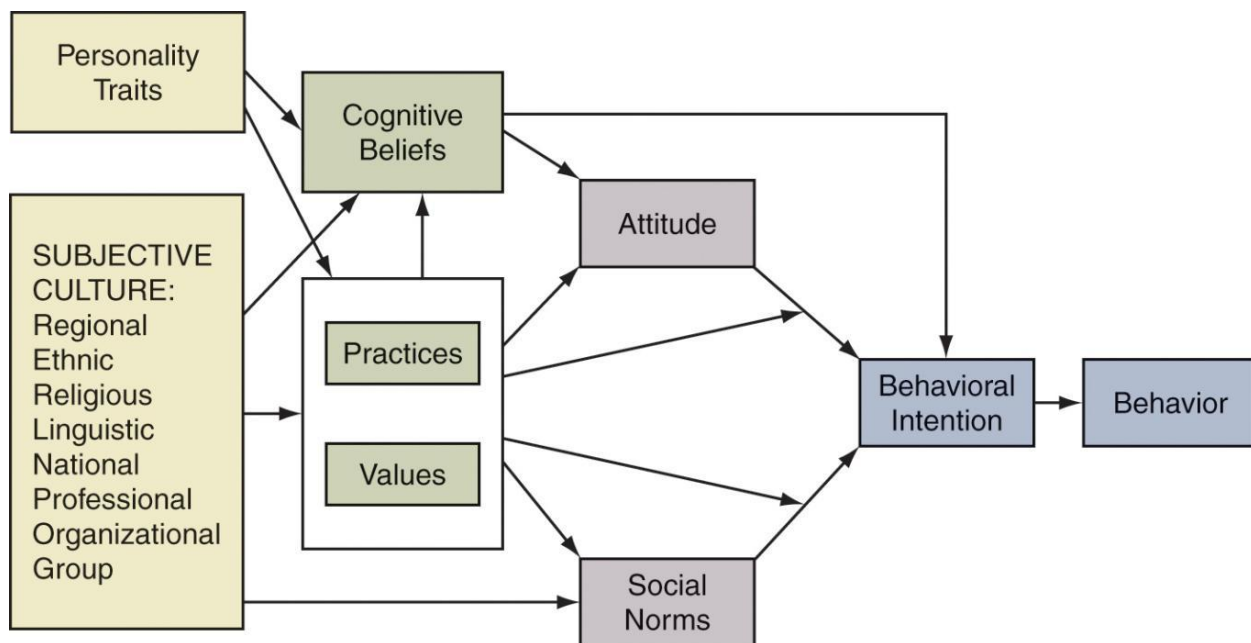 Personality
Traits
Cognitive
Beliefs
Attitude
SUBJECTIVE
CULTURE:
Regional
Ethnic
Religious
Linguistic
National
Professional
Organizational
Group
Practices
Values
Behavioral
Intention
Behavior
Social
Norms